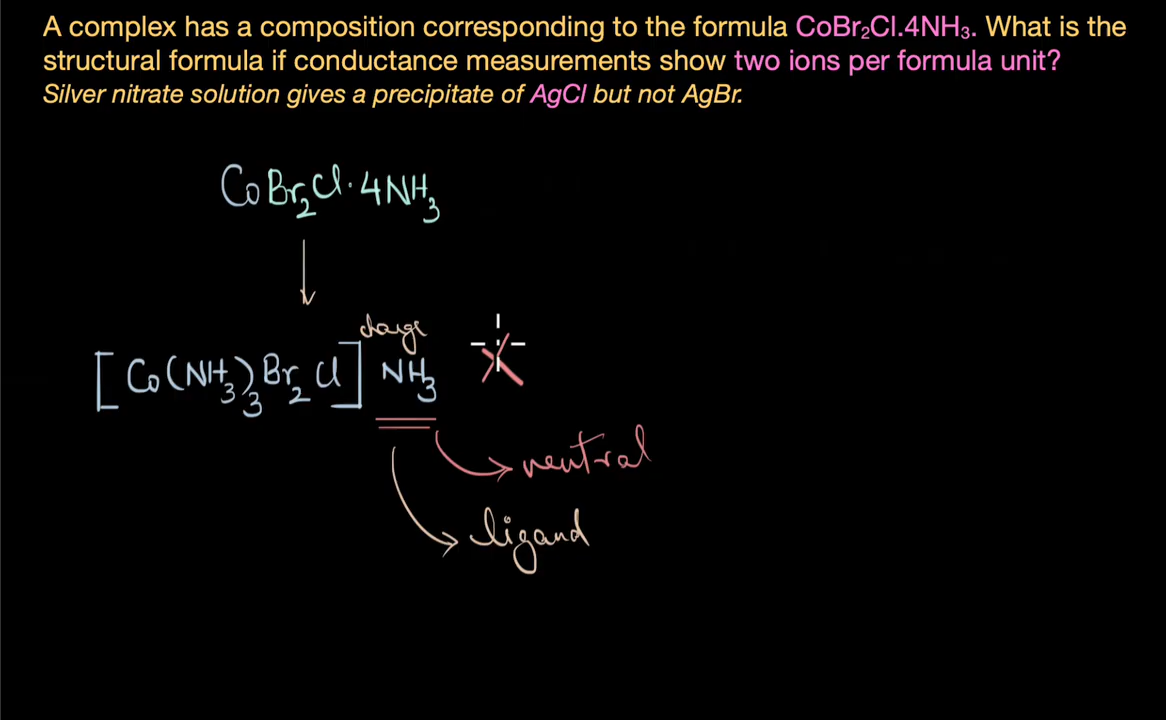 A complex has a composition corresponding to the formula CoBr₂Cl.4NH₃. What is the
structural formula if conductance measurements show two ions per formula unit?
Silver nitrate solution gives a precipitate of AgCl but not AgBr.
CoBr₂Cl·4NH₃
charge
[Co(NH₃)₃Br₂Cl] NH₃
neutral
ligand